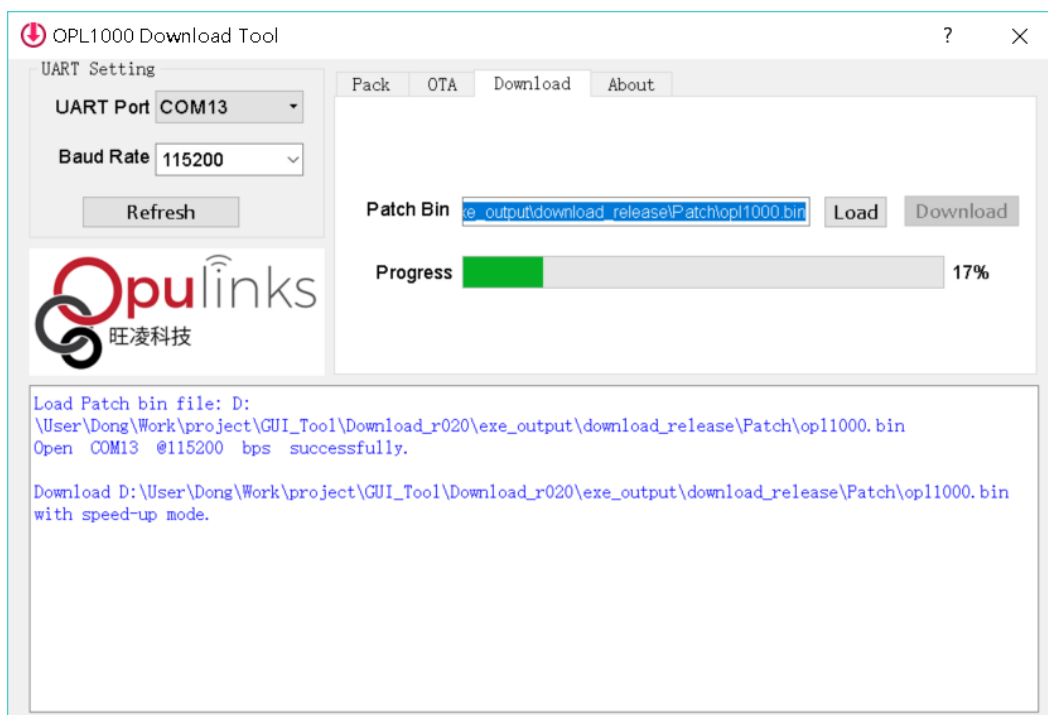 OPL1000 Download Tool
?
UART Setting
UART Port COM13
Baud Rate 115200
Refresh
Opulinks
旺凌科技
Pack OTA Download About
Patch Bin xe_output\download_release\Patch\opl1000.bin Load Download
Progress 17%
Load Patch bin file: D:
\User\Dong\Work\project\GUI_Tool\Download_r020\exe_output\download_release\Patch\opl1000.bin
Open COM13 @115200 bps successfully.
Download D:\User\Dong\Work\project\GUI_Tool\Download_r020\exe_output\download_release\Patch\opl1000.bin
with speed-up mode.